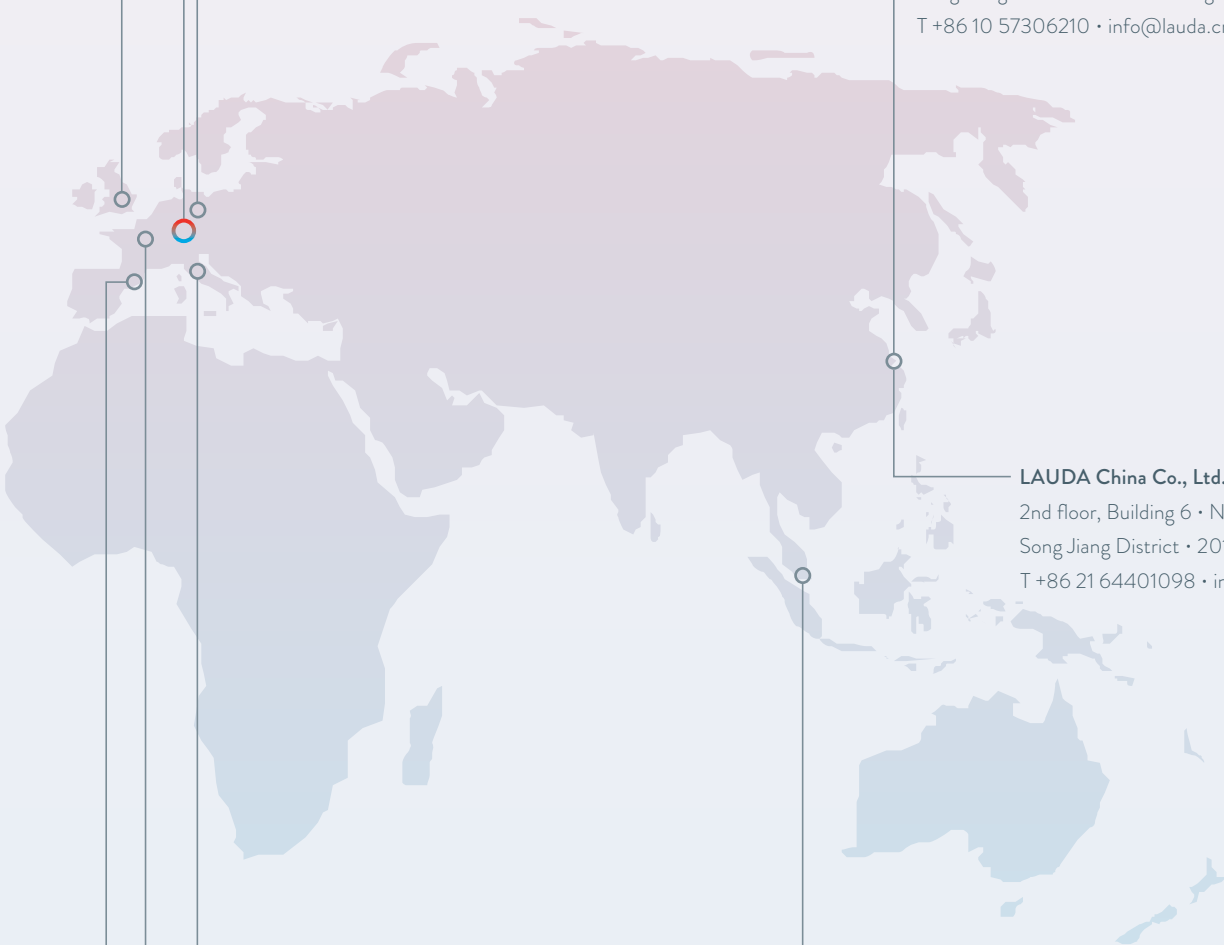 T +86 10 57306210 • info@lauda.c
LAUDA China Co., Ltd.
2nd floor, Building 6 •
Song Jiang District • 20
T +86 21 64401098 •